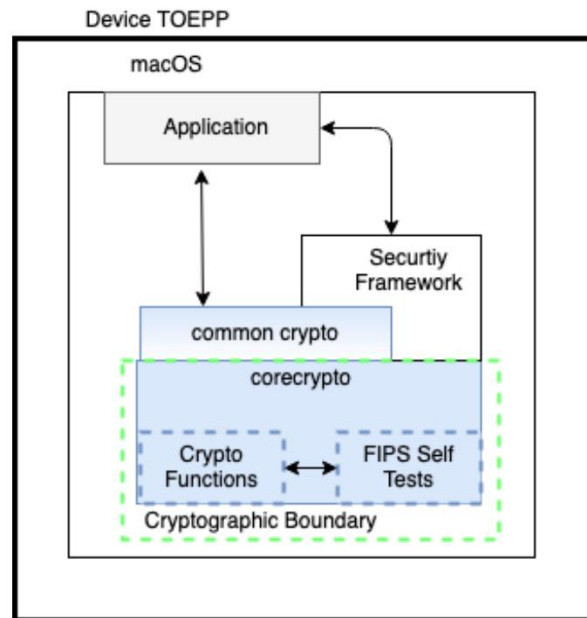 Device TOEPP
macOS
Application
Securtiy
Framework
common crypto
corecrypto
Crypto
Functions
FIPS Self
Tests
Cryptographic Boundary